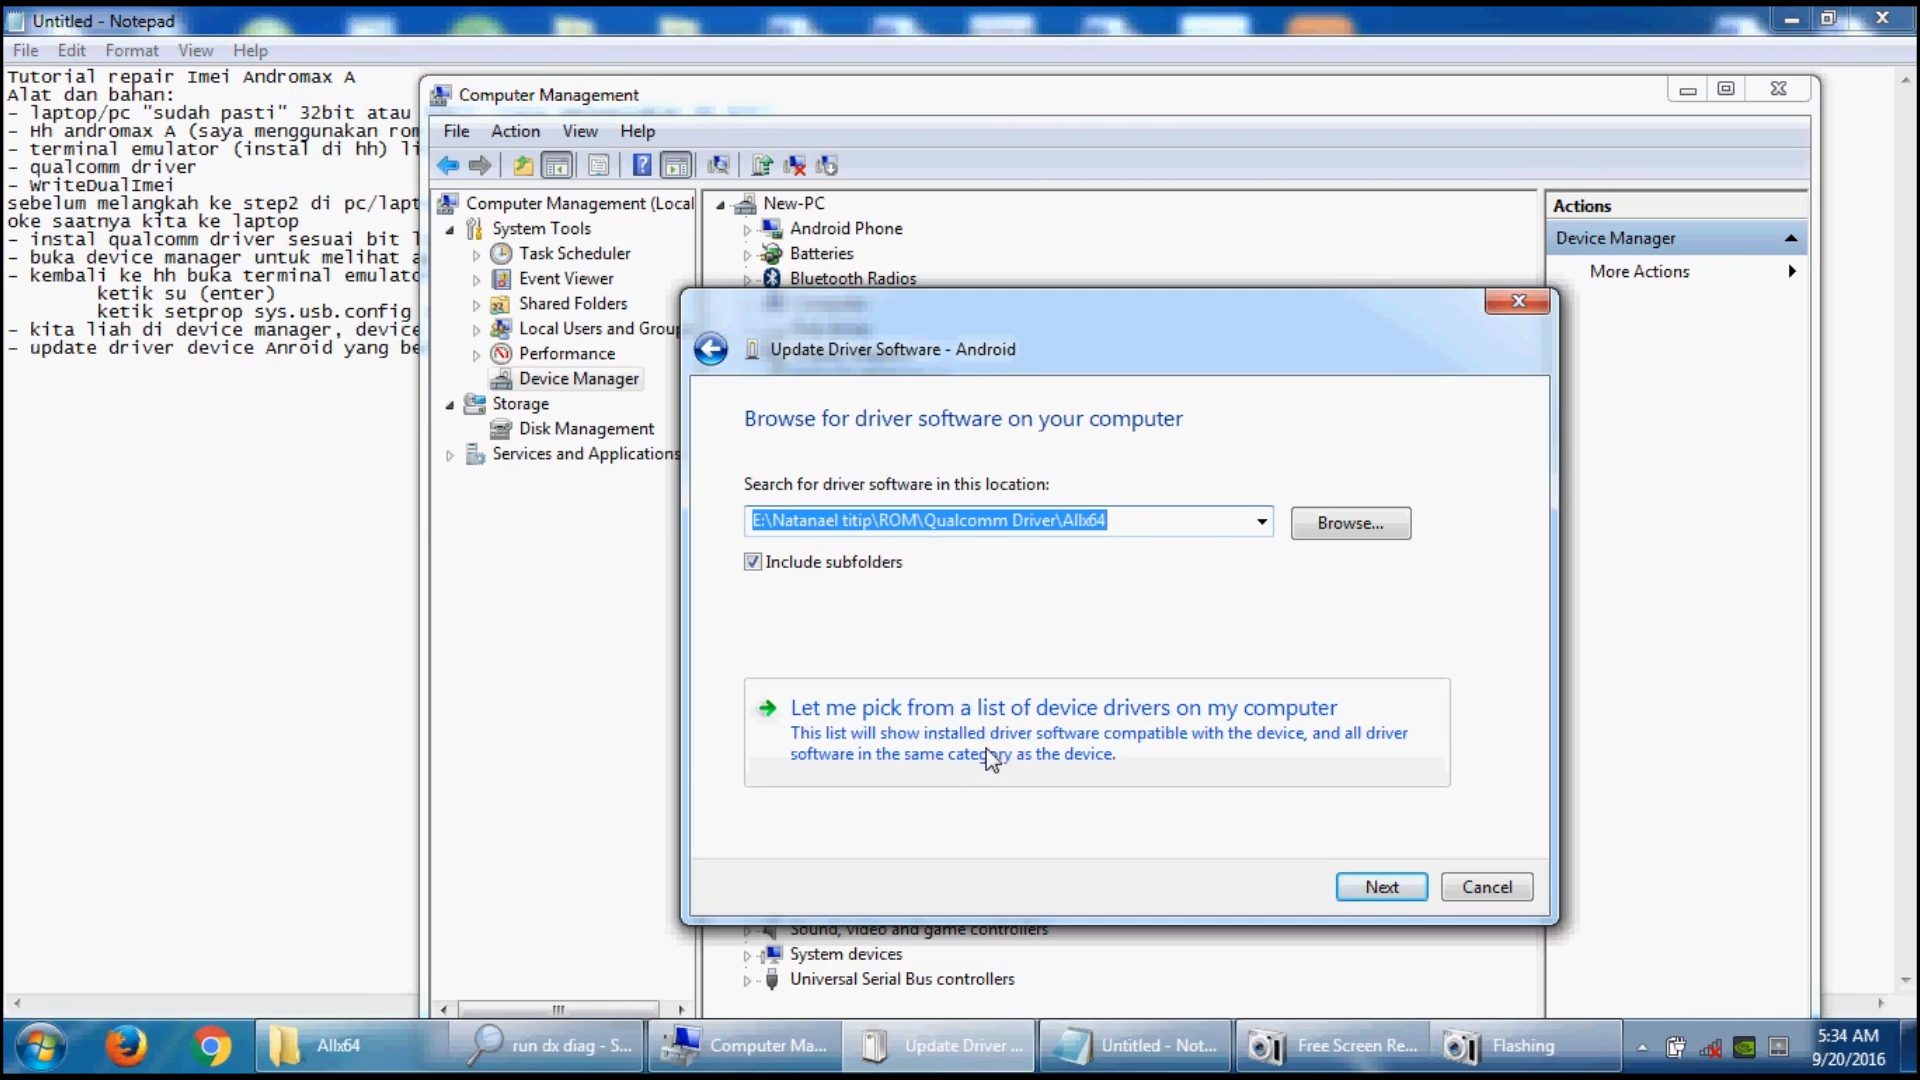 Untitled - Notepad
File Edit Format View Help
Tutorial repair Imei Andromax A
Alat dan bahan:
- laptop/pc "sudah pasti" 32bit atau
- Hh andromax A (saya menggunakan rom
- terminal emulator (instal di hh) li
- qualcomm driver
- WriteDualImei
sebelum melangkah ke step2 di pc/lapt
oke saatnya kita ke laptop
- instal qualcomm driver sesuai bit l
- buka device manager untuk melihat a
- kembali ke hh buka terminal emulato
ketik su (enter)
ketik setprop sys.usb.config
- kita liah di device manager, device
- update driver device Anroid yang be
Computer Management
File Action View Help
Computer Management (Local
System Tools
Task Scheduler
Event Viewer
Shared Folders
Local Users and Group
Performance
Device Manager
Storage
Disk Management
Services and Applications
New-PC
Android Phone
Batteries
Bluetooth Radios
Sound, video and game controllers
System devices
Universal Serial Bus controllers
Actions
Device Manager
More Actions
Update Driver Software - Android
Browse for driver software on your computer
Search for driver software in this location:
E:\Natanael titip\ROM\Qualcomm Driver\Allx64
Browse...
Include subfolders
Let me pick from a list of device drivers on my computer
This list will show installed driver software compatible with the device, and all driver
software in the same category as the device.
Next Cancel
Allx64
run dx diag - S...
Computer Ma...
Update Driver ...
Untitled - Not...
Free Screen Re...
Flashing
5:34 AM
9/20/2016